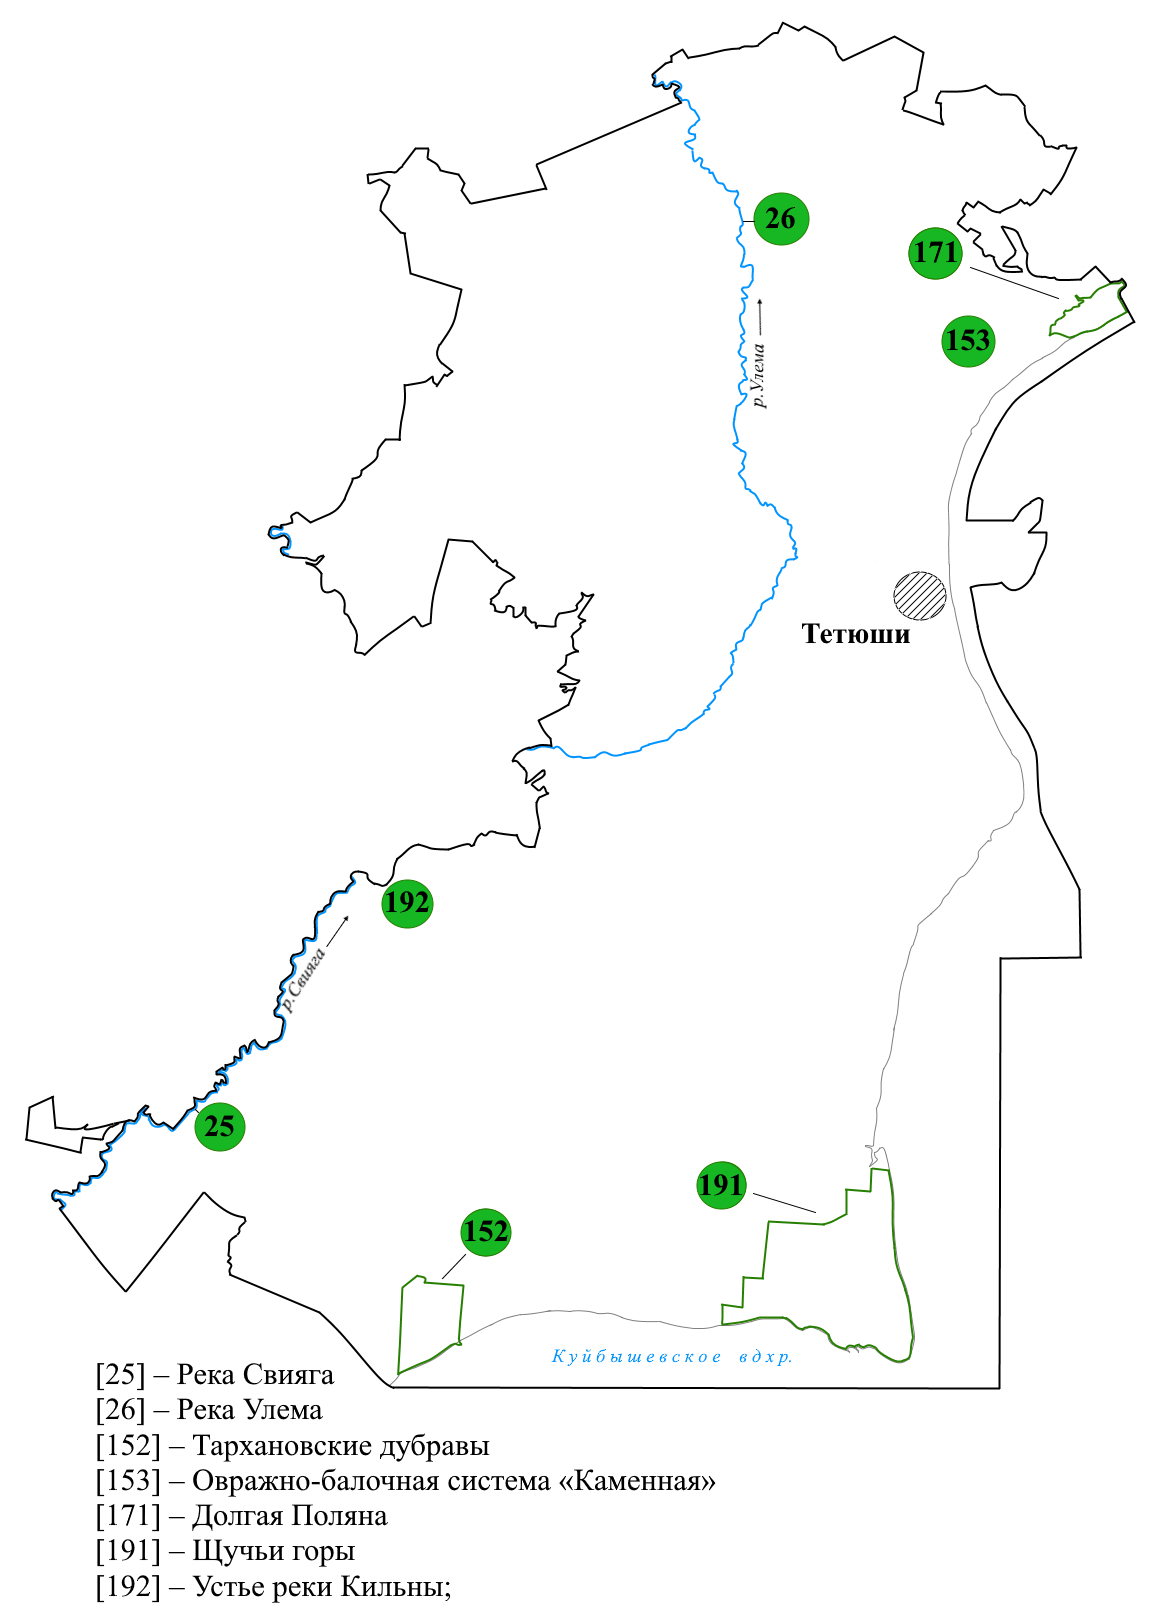 26
171
153
р.Улема
Тетюши
192
р.Свияга
25
191
152
Куйбышевское вдхр.
[25] – Река Свияга
[26] – Река Улема
[152] – Тархановские дубравы
[153] – Овражно-балочная система «Каменная»
[171] – Долгая Поляна
[191] – Щучьи горы
[192] – Устье реки Кильны;